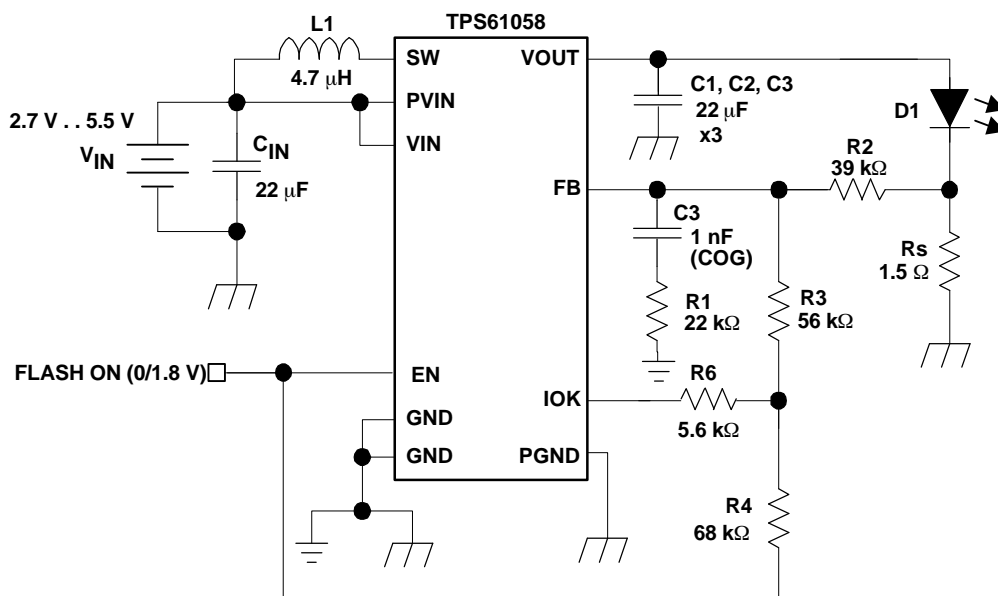 TPS61058
L1
4.7 μH
SW
VOUT
PVIN
VIN
2.7 V . . 5.5 V
VIN
CIN
22 μF
C1, C2, C3
22 μF
x3
D1
R2
39 kΩ
FB
C3
1 nF
(COG)
Rs
1.5 Ω
R1
22 kΩ
R3
56 kΩ
FLASH ON (0/1.8 V)
EN
IOK
R6
5.6 kΩ
GND
GND
PGND
R4
68 kΩ